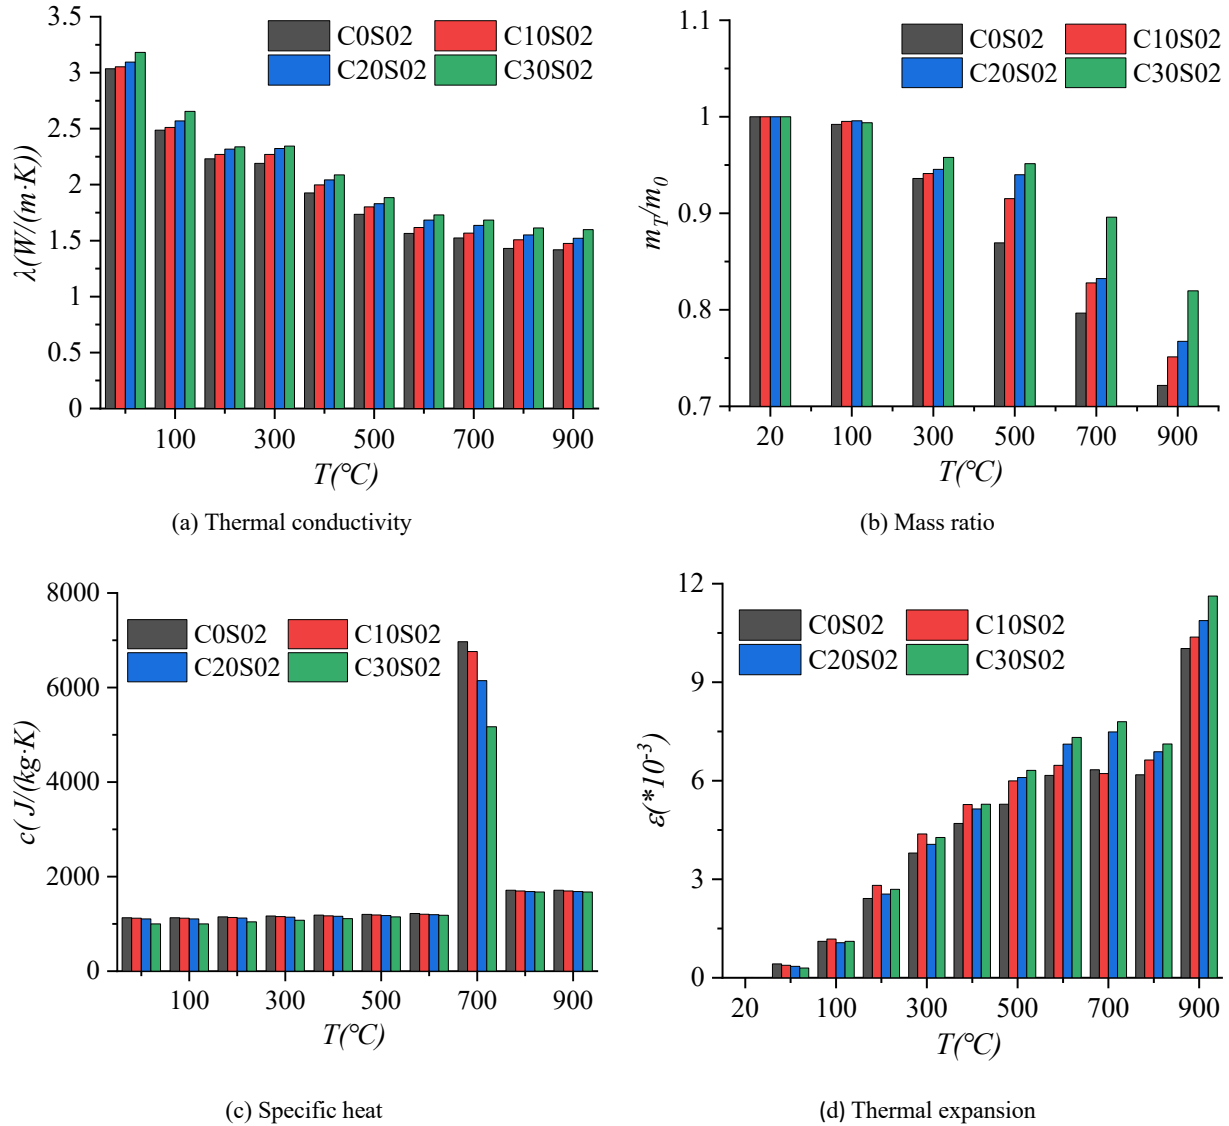 3.5
3
2.5
2
1.5
1
0.5
0
λ(W/(m·K))
C0S02 C10S02
C20S02 C30S02
100 300 500 700 900
T(°C)
(a) Thermal conductivity
1.1
1
0.9
0.8
0.7
m_T/m_0
C0S02 C10S02
C20S02 C30S02
20 100 300 500 700 900
T(°C)
(b) Mass ratio
8000
6000
4000
2000
0
c( J/(kg·K)
C0S02 C10S02
C20S02 C30S02
100 300 500 700 900
T(°C)
(c) Specific heat
12
9
6
3
0
ε(*10⁻³)
C0S02 C10S02
C20S02 C30S02
20 100 300 500 700 900
T(°C)
(d) Thermal expansion